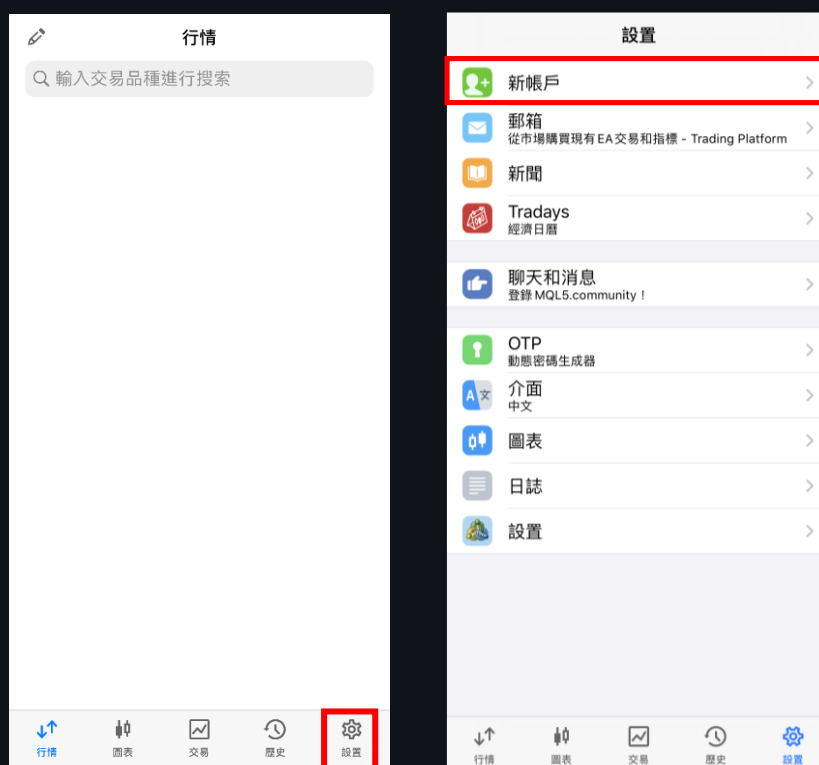 行情
輸入交易品種進行搜索
行情
圖表
交易
歷史
設置
設置
新帳戶
郵箱
從市場購買現有EA交易和指標 - Trading Platform
新聞
Tradays
經濟日曆
聊天和消息
登錄 MQL5.community！
OTP
動態密碼生成器
介面
中文
圖表
日誌
設置
行情
圖表
交易
歷史
設置